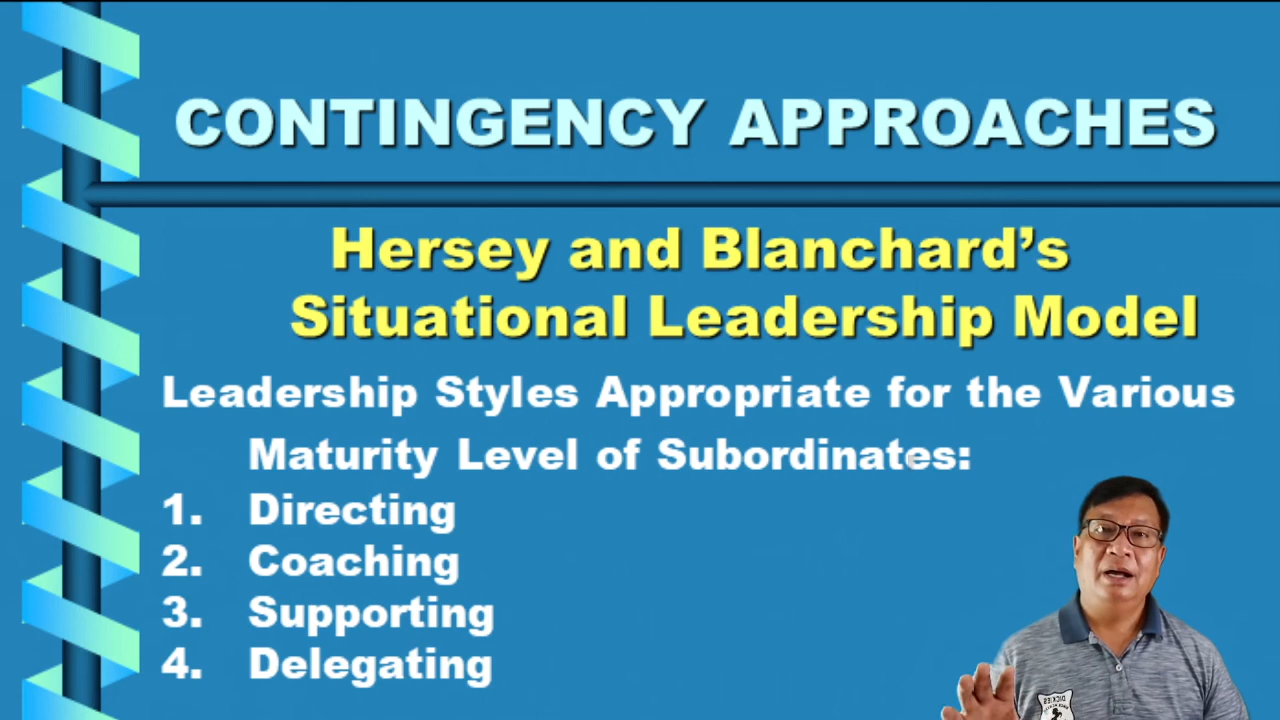 CONTINGENCY APPROACHES
Hersey and Blanchard’s
Situational Leadership Model
Leadership Styles Appropriate for the Various
Maturity Level of Subordinates:
1. Directing
2. Coaching
3. Supporting
4. Delegating
DICKIES